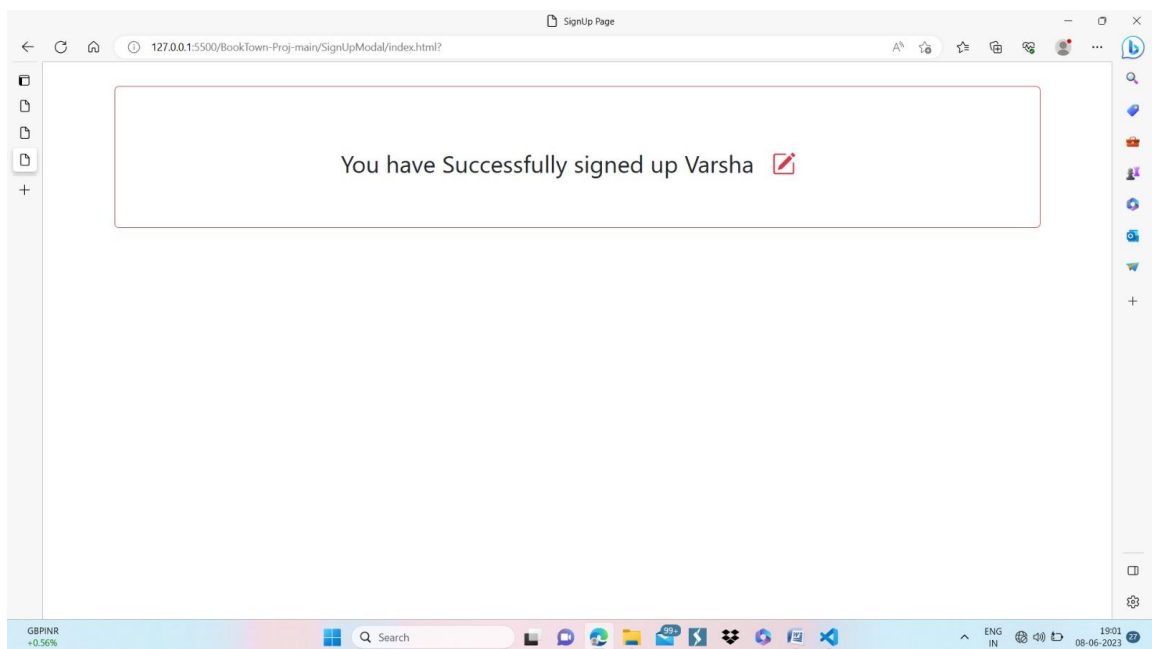 SignUp Page
127.0.0.1:5500/BookTown-Proj-main/SignUpModal/index.html?
You have Successfully signed up Varsha
GBPINR
+0.56%
Search
99+
ENG
IN
19:01
08-06-2023
27